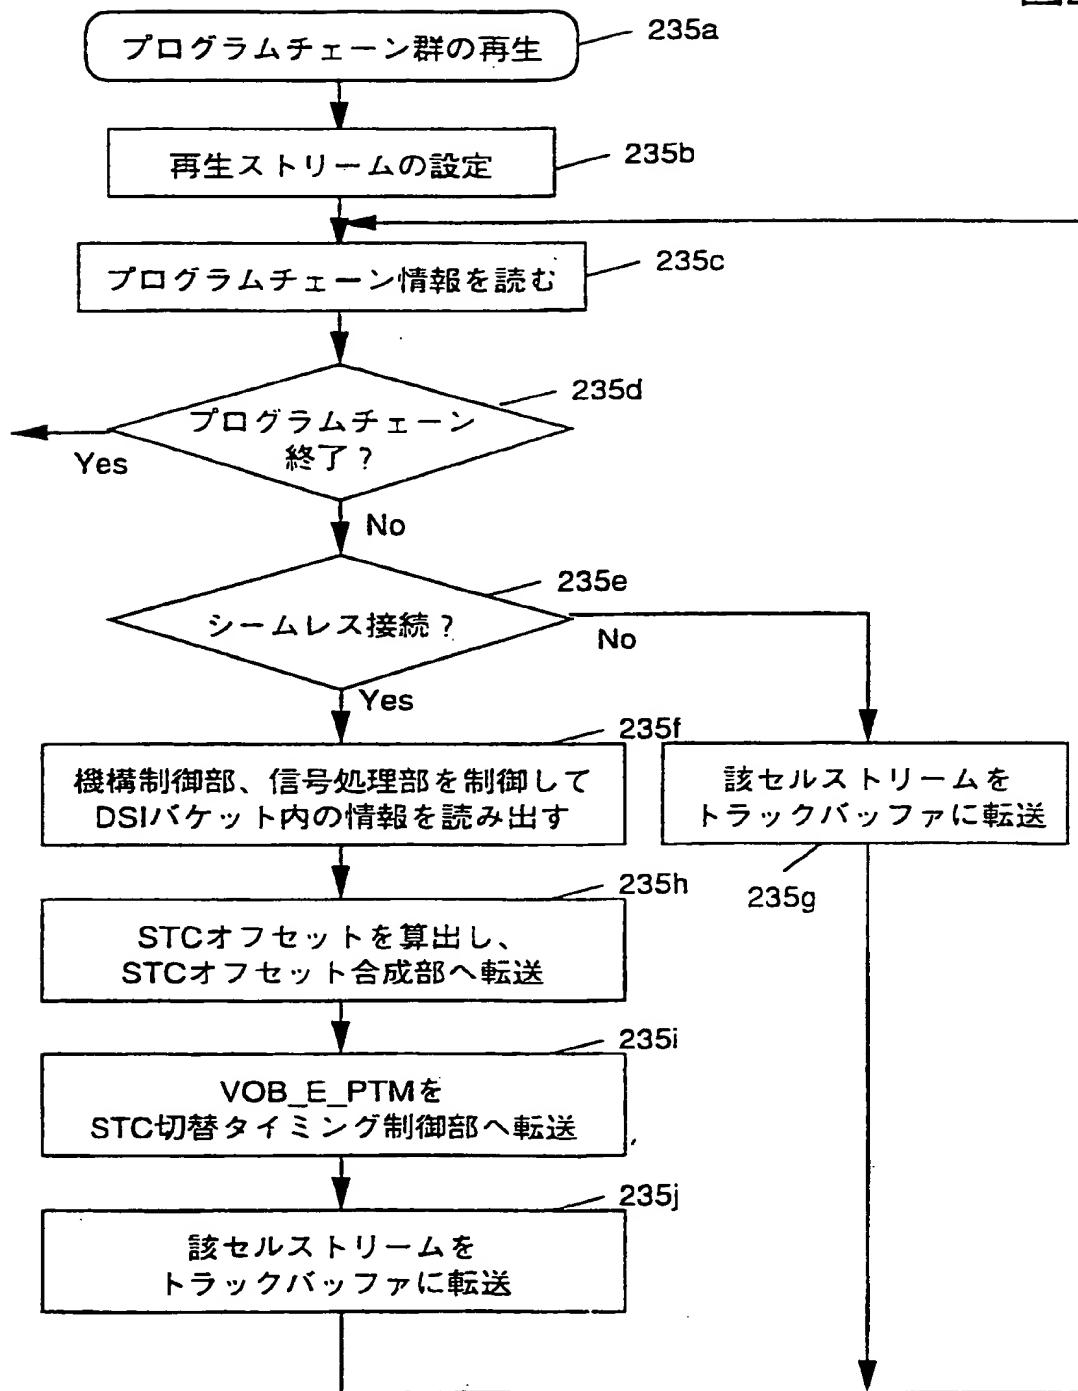 プログラムチェーン群の再生
235a
再生ストリームの設定
235b
プログラムチェーン情報を読む
235c
プログラムチェーン
終了？
235d
Yes
No
シームレス接続？
235e
No
Yes
機構制御部、信号処理部を制御して
DSIパケット内の情報を読み出す
235f
該セルストリームを
トラックバッファに転送
235g
STCオフセットを算出し、
STCオフセット合成部へ転送
235h
VOB_E_PTMを
STC切替タイミング制御部へ転送
235i
該セルストリームを
トラックバッファに転送
235j